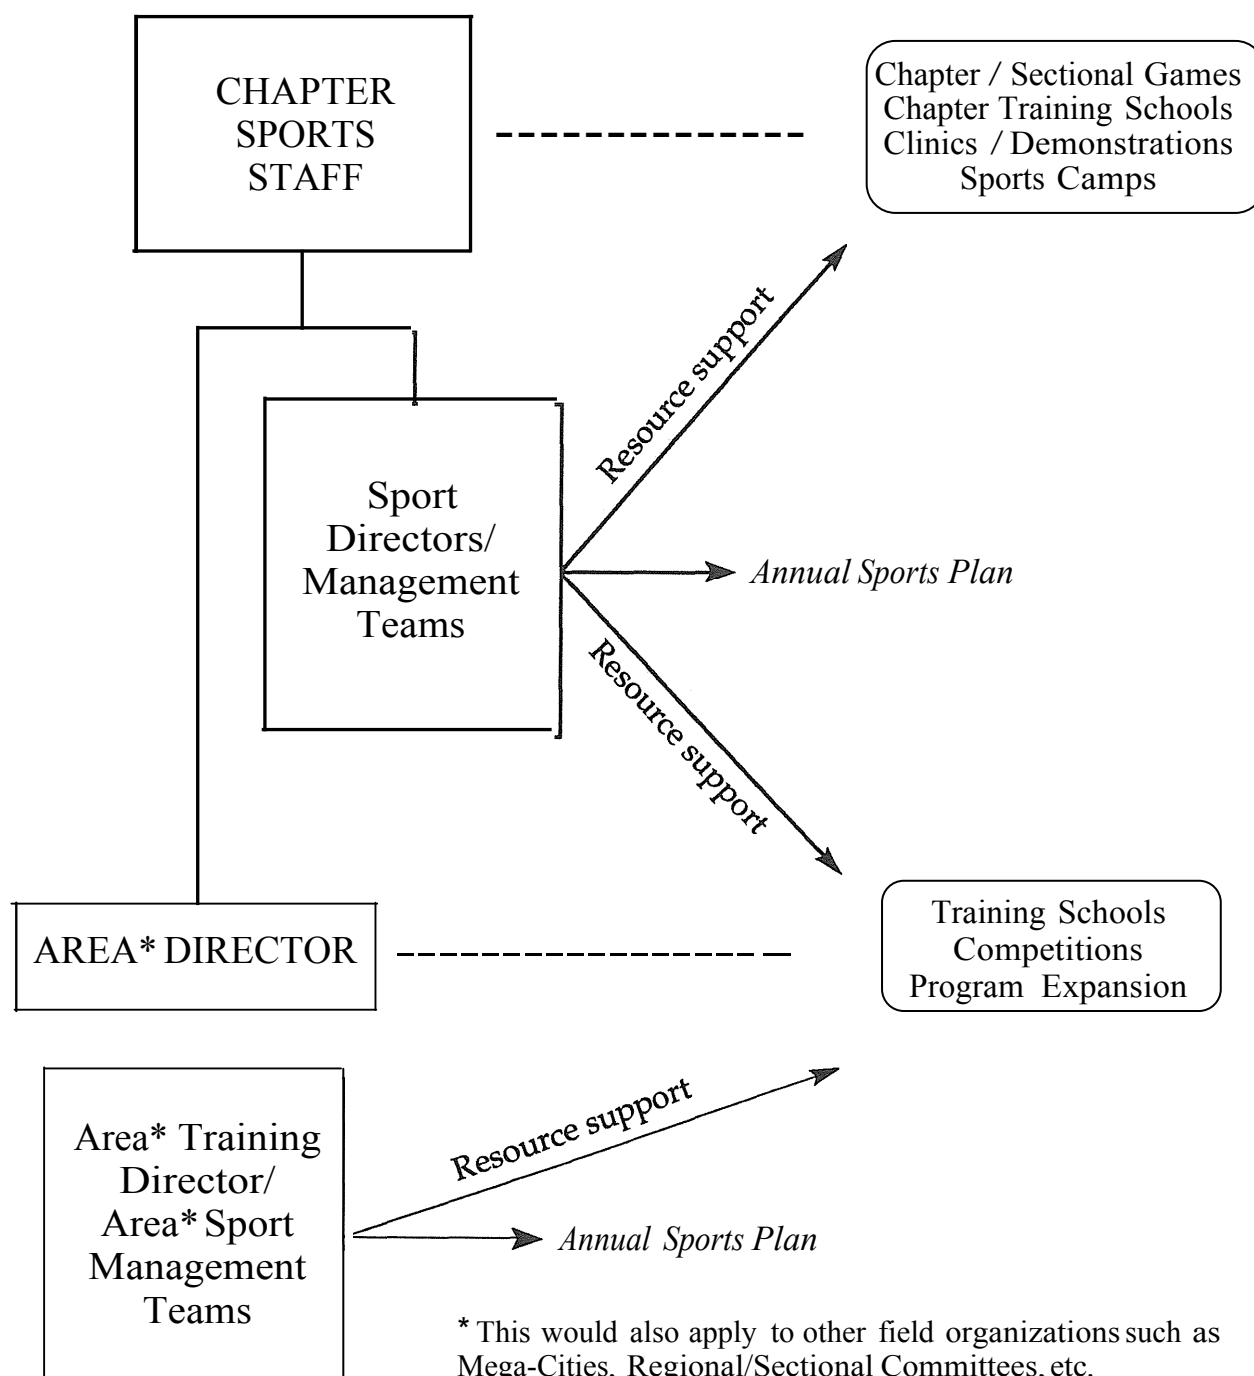 CHAPTER
SPORTS
STAFF
Chapter / Sectional Games
Chapter Training Schools
Clinics / Demonstrations
Sports Camps
Resource support
Sport
Directors/
Management
Teams
Annual Sports Plan
Resource support
AREA* DIRECTOR
Training Schools
Competitions
Program Expansion
Resource support
Area* Training
Director/
Area* Sport
Management
Teams
Annual Sports Plan
* This would also apply to other field organizations such as
Mega-Cities, Regional/Sectional Committees, etc.